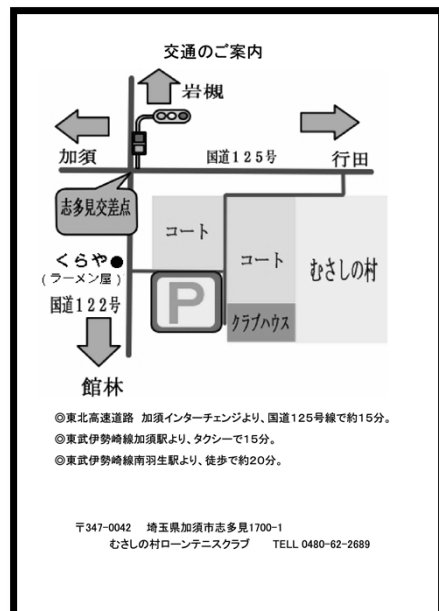 交通のご案内
岩槻
加須
国道125号
行田
志多見交差点
コート
コート
むさしの村
くらや●
(ラーメン屋)
P
国道122号
クラブハウス
館林
◎東北高速道路 加須インターチェンジより、国道125号線で約15分。
◎東武伊勢崎線加須駅より、タクシーで15分。
◎東武伊勢崎線南羽生駅より、徒歩で約20分。
〒347-0042 埼玉県加須市志多見1700-1
むさしの村ローンテニスクラブ TELL 0480-62-2689